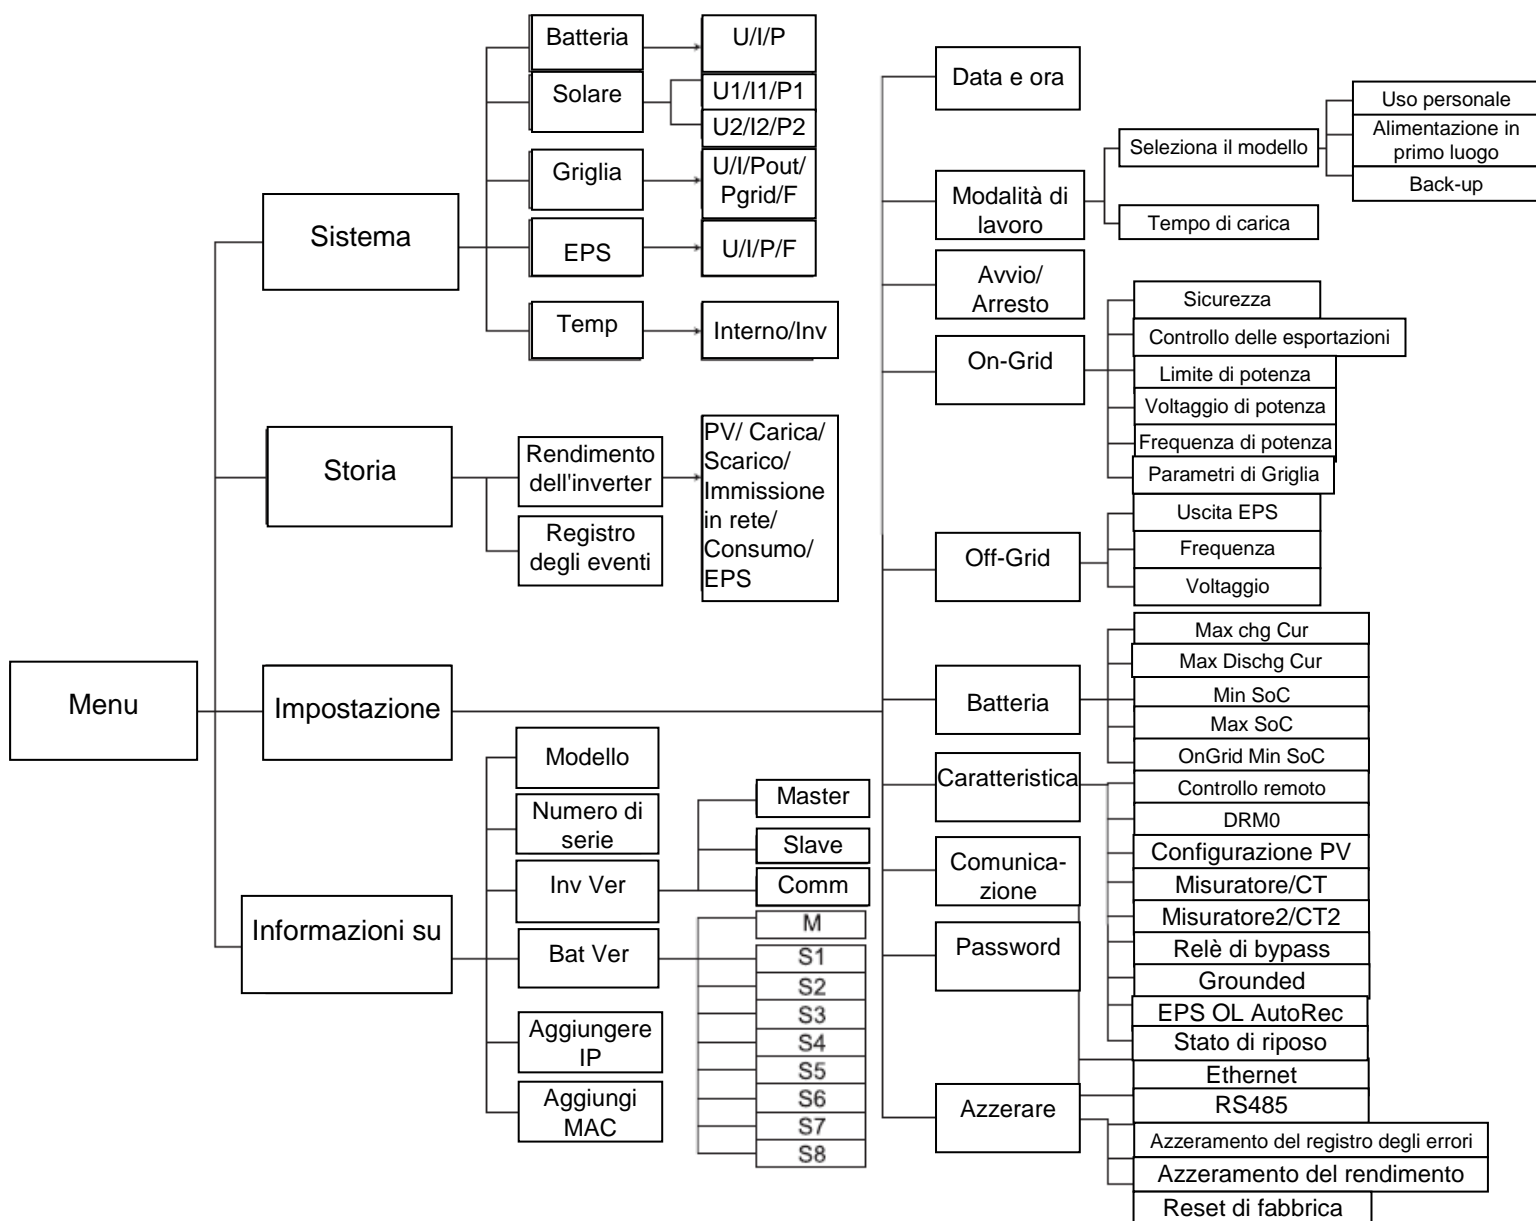 Menu
Sistema
Batteria
U/I/P
Solare
U1/I1/P1
U2/I2/P2
Griglia
U/I/Pout/
Pgrid/F
EPS
U/I/P/F
Temp
Interno/Inv
Storia
Rendimento
dell'inverter
PV/ Carica/
Scarico/
Immissione
in rete/
Consumo/
EPS
Registro
degli eventi
Impostazione
Data e ora
Modalità di
lavoro
Seleziona il modello
Uso personale
Alimentazione in
primo luogo
Back-up
Tempo di carica
Avvio/
Arresto
On-Grid
Sicurezza
Controllo delle esportazioni
Limite di potenza
Voltaggio di potenza
Frequenza di potenza
Parametri di Griglia
Off-Grid
Uscita EPS
Frequenza
Voltaggio
Batteria
Max chg Cur
Max Dischg Cur
Min SoC
Max SoC
OnGrid Min SoC
Caratteristica
Controllo remoto
DRM0
Configurazione PV
Misuratore/CT
Misuratore2/CT2
Relè di bypass
Grounded
EPS OL AutoRec
Stato di riposo
Comunica-
zione
Ethernet
RS485
Password
Azzerare
Azzeramento del registro degli errori
Azzeramento del rendimento
Reset di fabbrica
Informazioni su
Modello
Numero di
serie
Inv Ver
Master
Slave
Comm
Bat Ver
M
S1
S2
S3
S4
S5
S6
S7
S8
Aggiungere
IP
Aggiungi
MAC